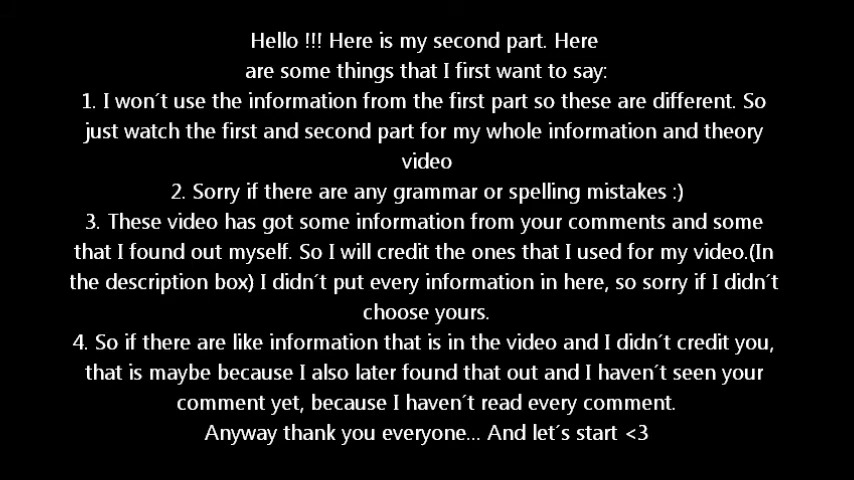 Hello !!! Here is my second part. Here
are some things that I first want to say:
1. I won´t use the information from the first part so these are different. So
just watch the first and second part for my whole information and theory
video
2. Sorry if there are any grammar or spelling mistakes :)
3. These video has got some information from your comments and some
that I found out myself. So I will credit the ones that I used for my video.(In
the description box) I didn´t put every information in here, so sorry if I didn´t
choose yours.
4. So if there are like information that is in the video and I didn´t credit you,
that is maybe because I also later found that out and I haven´t seen your
comment yet, because I haven´t read every comment.
Anyway thank you everyone... And let´s start <3